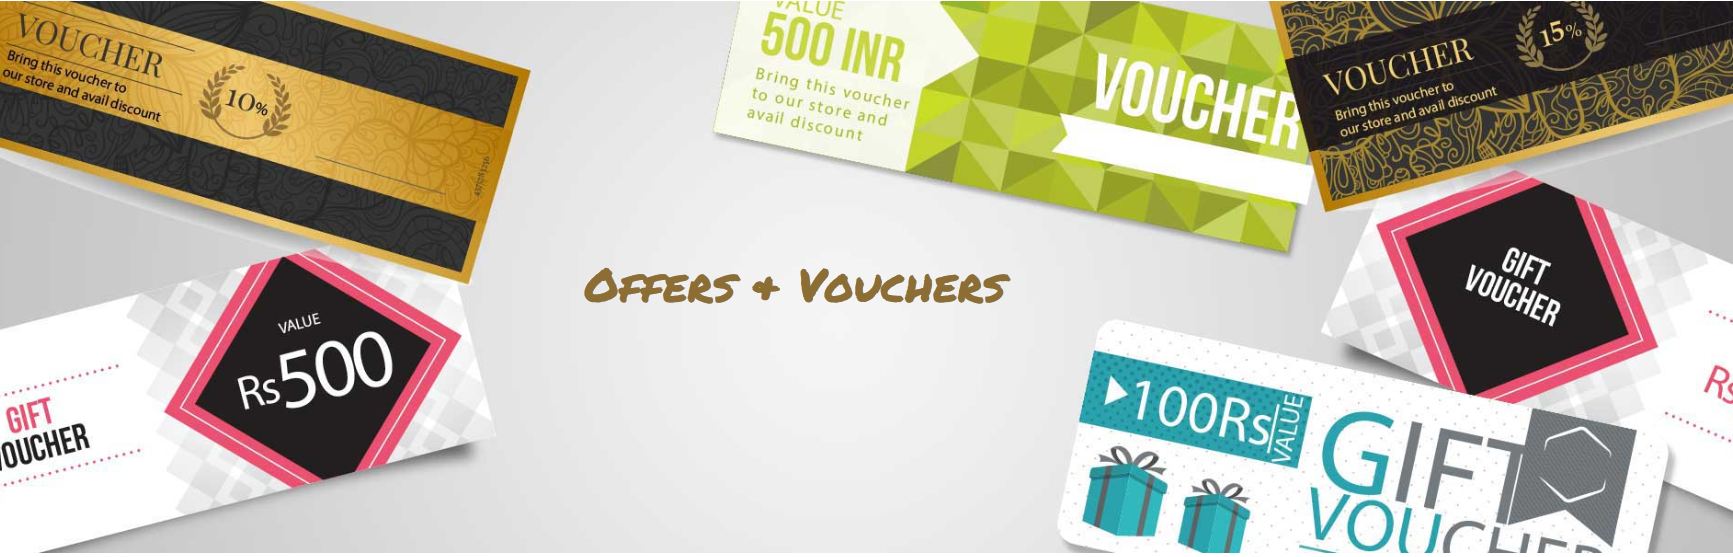 VOUCHER
Bring this voucher to
our store and avail discount
10%
VALUE
500 INR
Bring this voucher
to our store and
avail discount
VOUCHER
VOUCHER
Bring this voucher to
our store and avail discount
15%
OFFERS & VOUCHERS
VALUE
Rs500
GIFT
VOUCHER
GIFT
VOUCHER
Rs
100Rs
VALUE
GIFT
VOUCHER